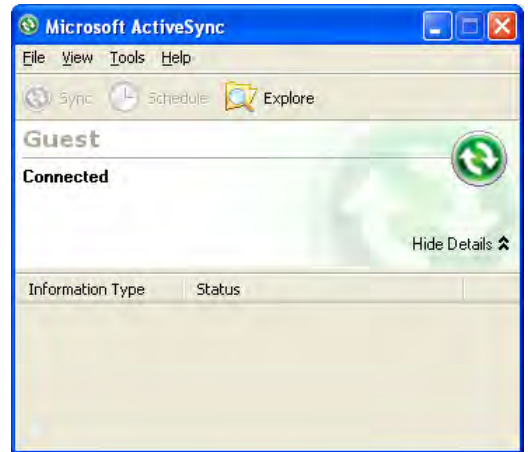 Microsoft ActiveSync
File View Tools Help
Sync Schedule Explore
Guest
Connected
Hide Details
Information Type Status